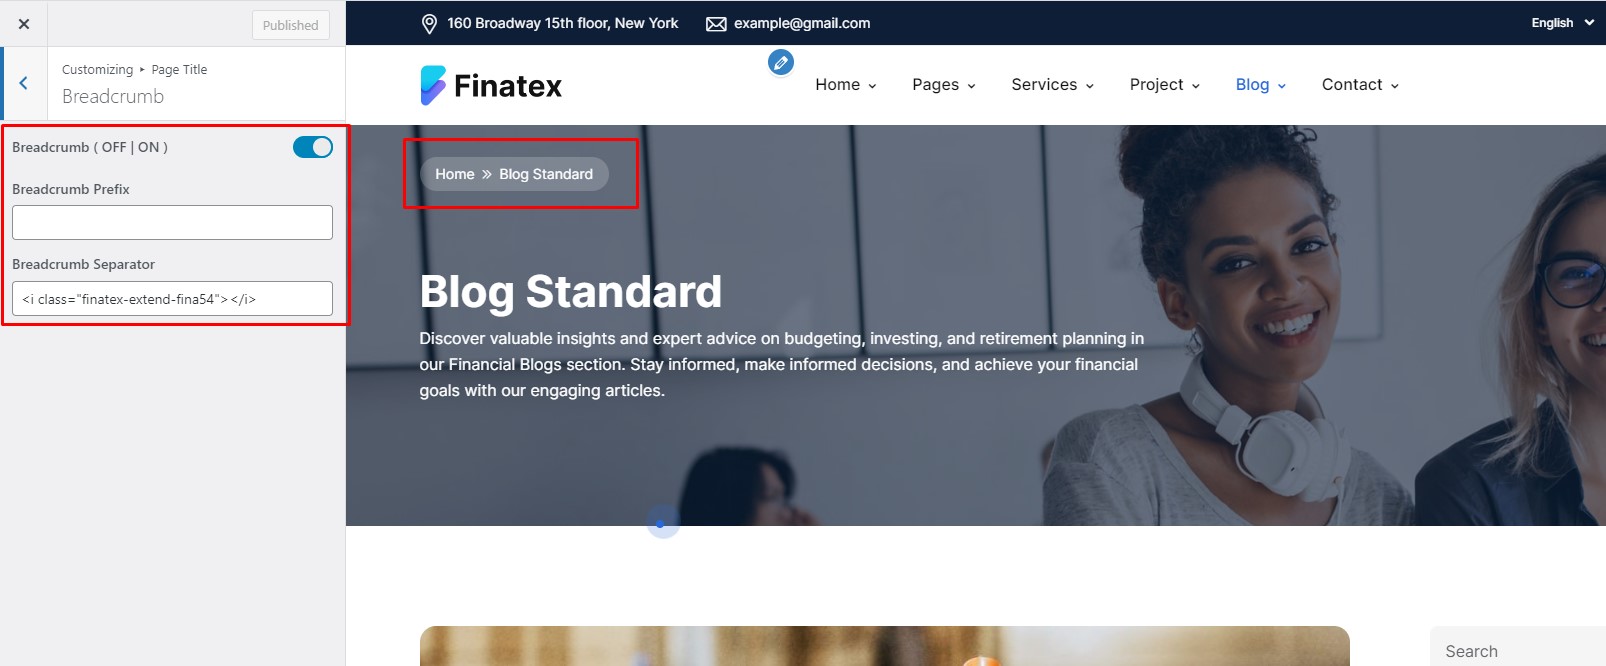 Published
Customizing ▸ Page Title
Breadcrumb
Breadcrumb ( OFF | ON )
Breadcrumb Prefix
Breadcrumb Separator
<i class="finatex-extend-fina54"></i>
160 Broadway 15th floor, New York example@gmail.com English
Finatex Home Pages Services Project Blog Contact
Home » Blog Standard
Blog Standard
Discover valuable insights and expert advice on budgeting, investing, and retirement planning in
our Financial Blogs section. Stay informed, make informed decisions, and achieve your financial
goals with our engaging articles.
Search